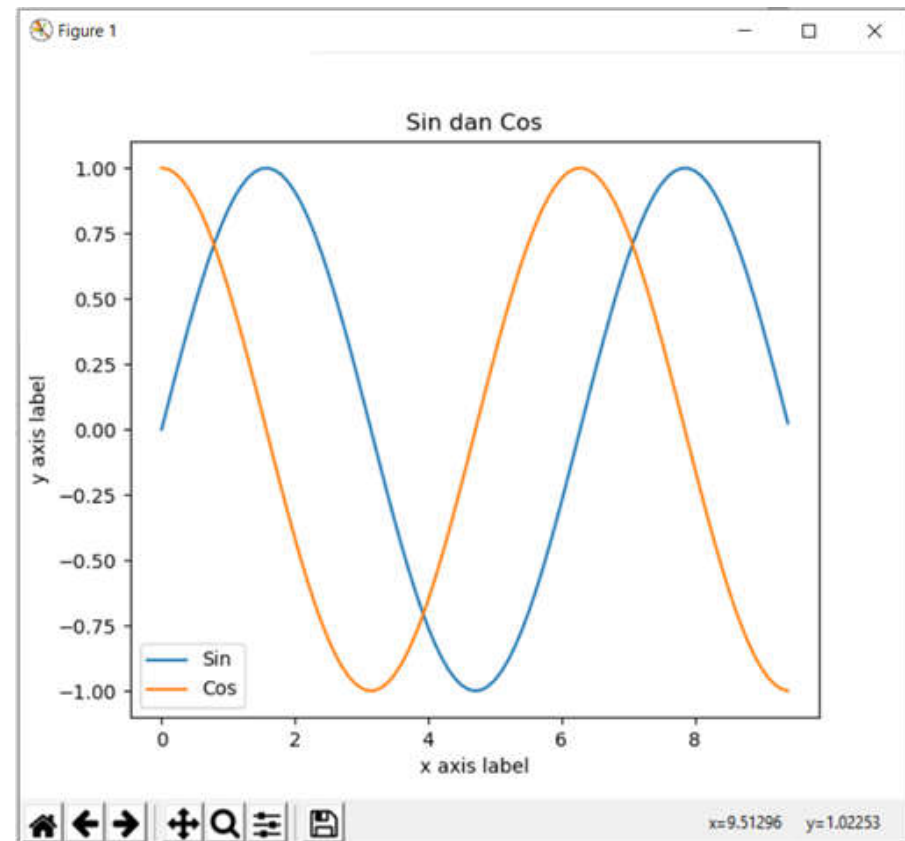 Figure 1
Sin dan Cos
1.00
0.75
0.50
0.25
0.00
−0.25
−0.50
−0.75
−1.00
y axis label
Sin
Cos
0 2 4 6 8
x axis label
x=9.51296 y=1.02253